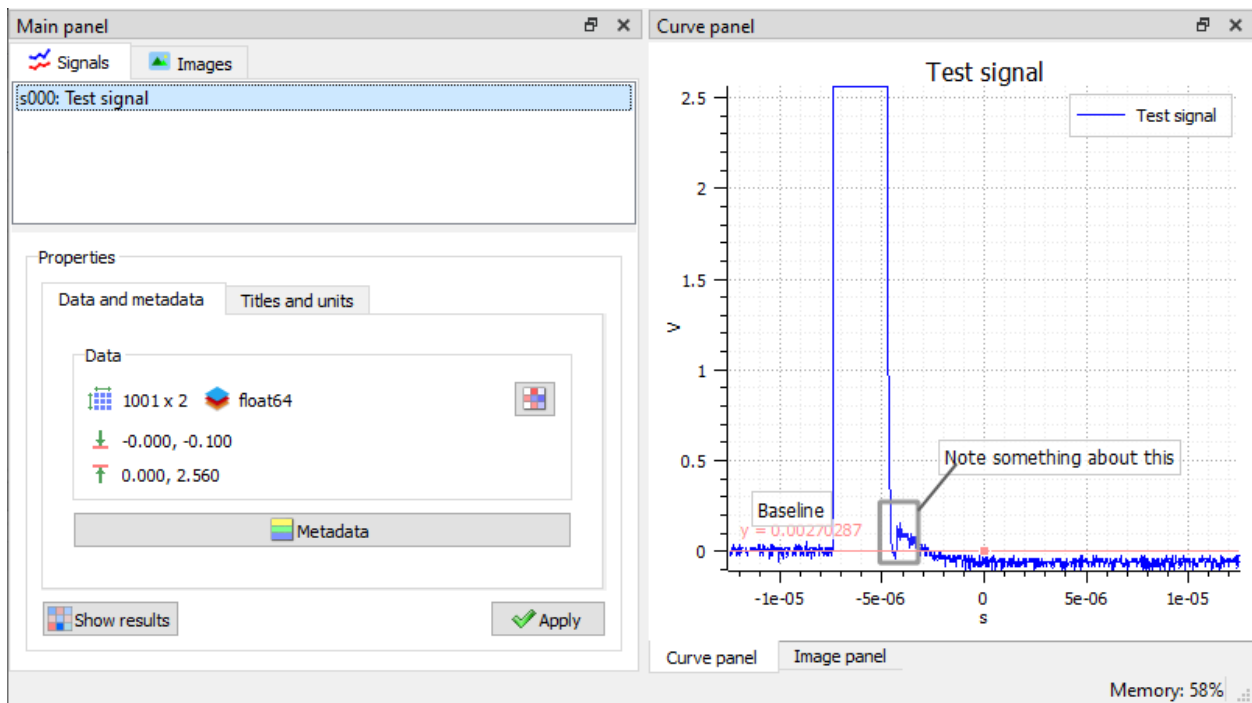 Main panel
Signals
Images
s000: Test signal
Properties
Data and metadata
Titles and units
Data
1001 x 2
float64
-0.000, -0.100
0.000, 2.560
Metadata
Show results
Apply
Curve panel
Test signal
Test signal
2.5
2
1.5
1
0.5
0
V
Note something about this
Baseline
y = 0.00270287
-1e-05
-5e-06
0
5e-06
1e-05
s
Curve panel
Image panel
Memory: 58%